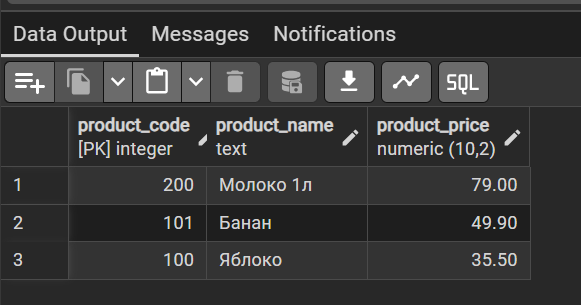 Data Output Messages Notifications
SQL
product_code product_name product_price
[PK] integer text numeric (10,2)
1 200 Молоко 1л 79.00
2 101 Банан 49.90
3 100 Яблоко 35.50